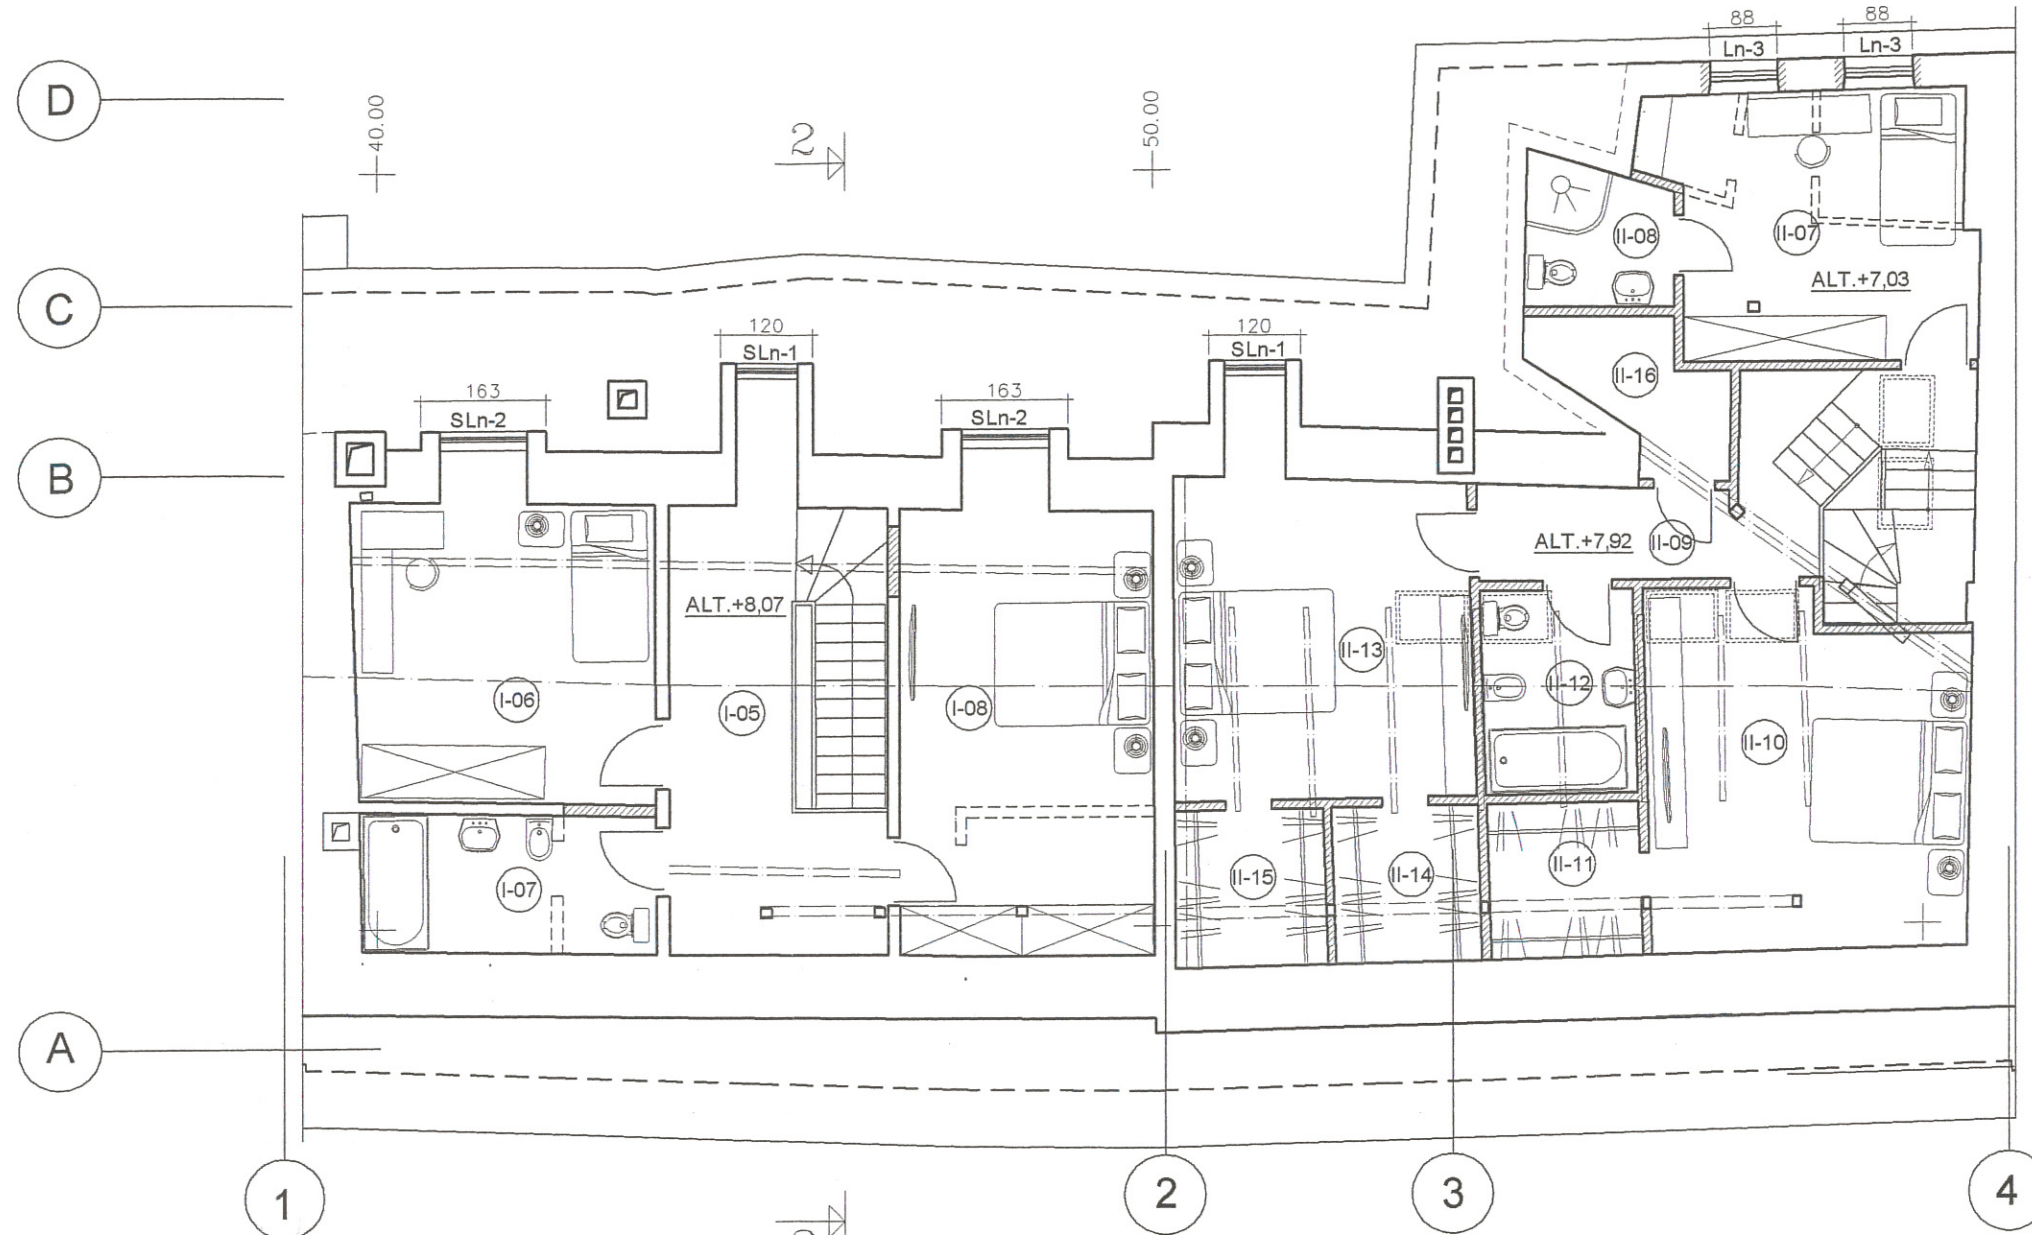 88
88
Ln-3
Ln-3
D
40.00
2
50.00
II-08
II-07
ALT.+7,03
C
120
SLn-1
120
SLn-1
II-16
163
SLn-2
163
SLn-2
B
ALT.+7,92
II-09
ALT.+8,07
II-13
II-12
I-06
I-05
I-08
II-10
I-07
II-15
II-14
II-11
A
1
2
3
4